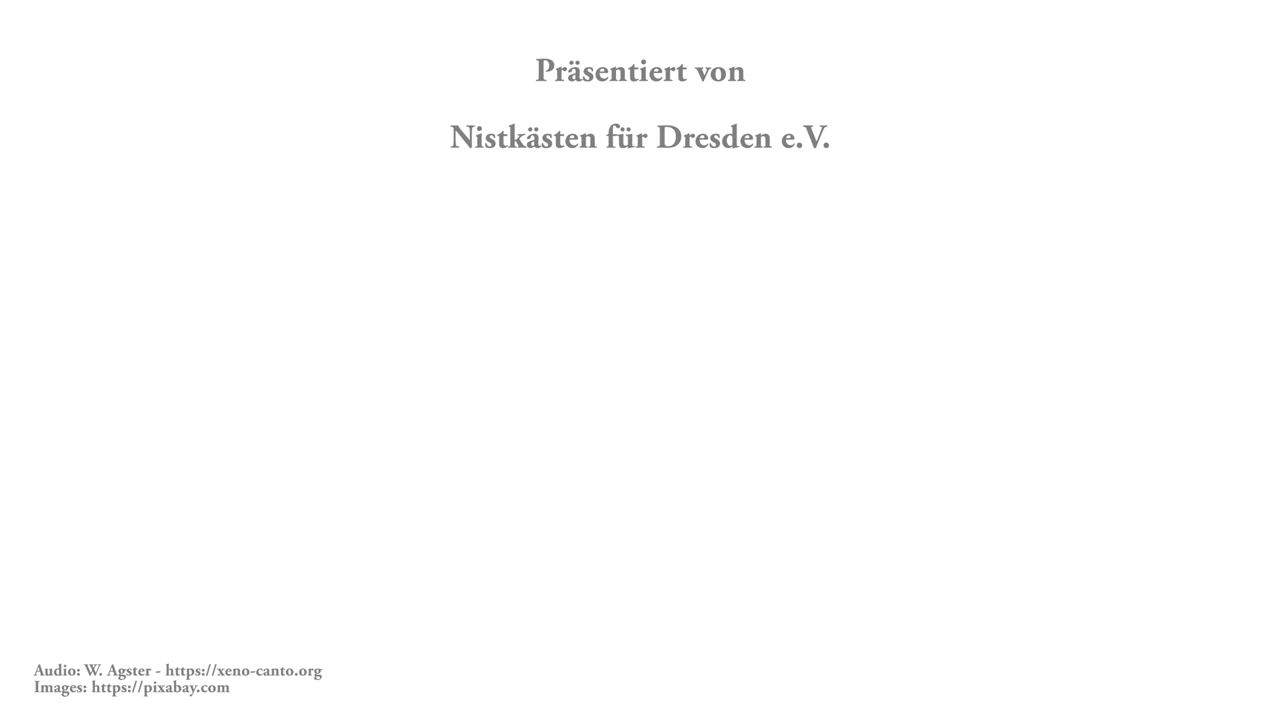 Präsentiert von
Nistkästen für Dresden e.V.
Audio: W. Agster - https://xeno-canto.org
Images: https://pixabay.com